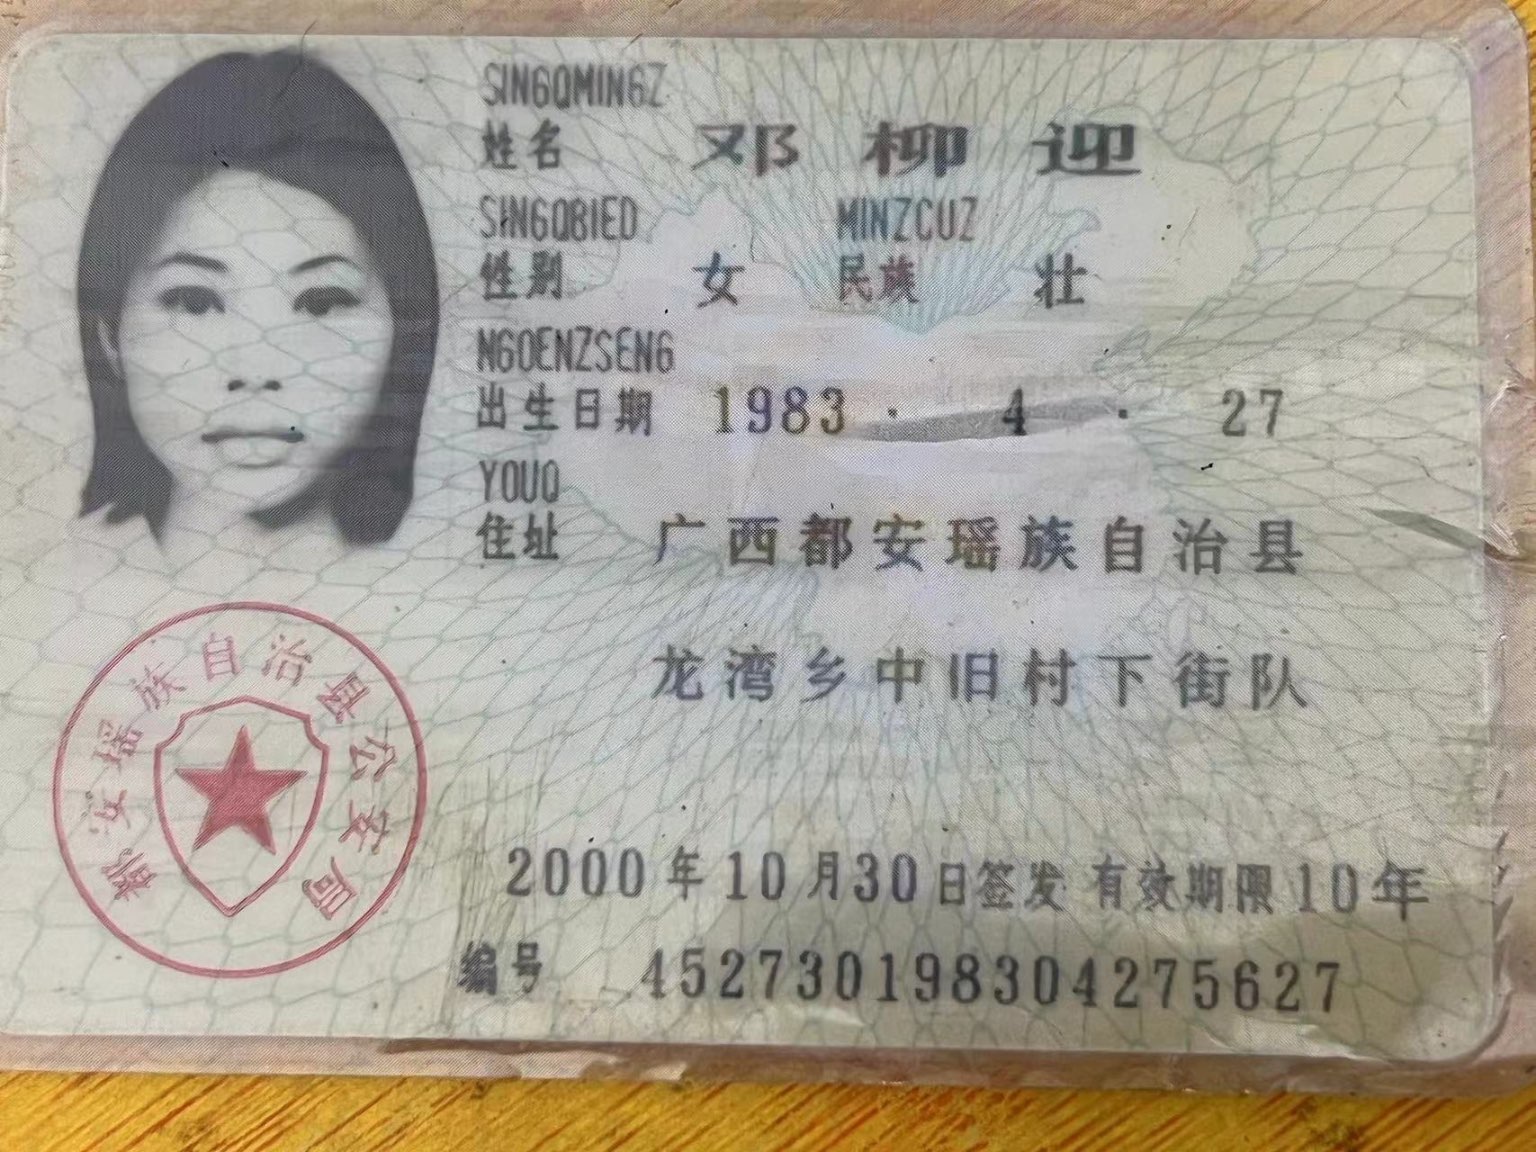 SINGQMINGZ
姓名 邓柳迎
SINGQBIED MINZCUZ
性别 女 民族 壮
NGOENZSENG
出生日期 1983 · 4 · 27
YOUQ
住址 广西都安瑶族自治县
龙湾乡中旧村下街队
都安瑶族自治县公安局
2000年10月30日签发 有效期限10年
编号 452730198304275627